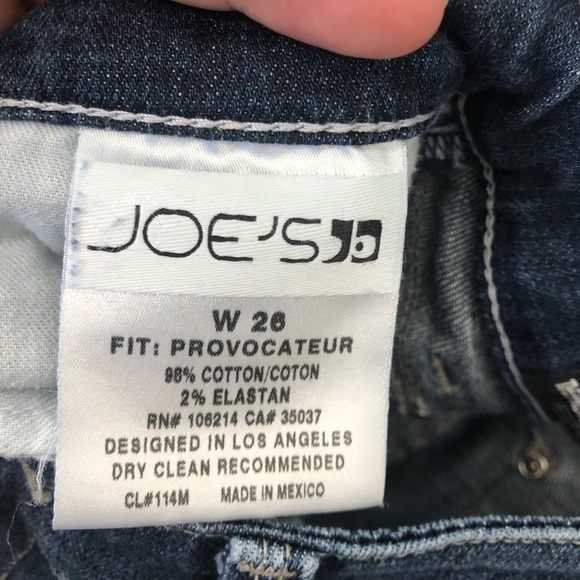 JOE'S
W 26
FIT: PROVOCATEUR
98% COTTON/COTON
2% ELASTAN
RN# 106214 CA# 35037
DESIGNED IN LOS ANGELES
DRY CLEAN RECOMMENDED
CL#114M MADE IN MEXICO